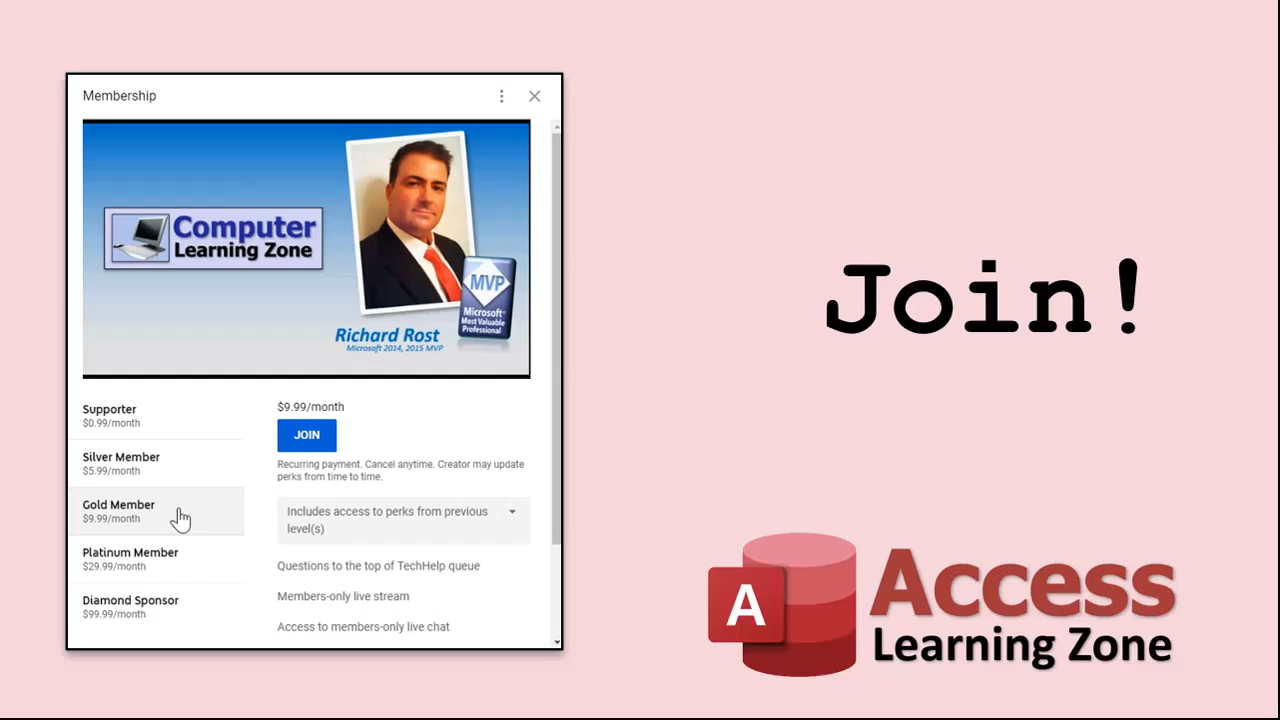 Membership
Computer
Learning Zone
MVP
Microsoft®
Most Valuable
Professional
Richard Rost
Microsoft 2014, 2015 MVP
Supporter
$0.99/month
Silver Member
$5.99/month
Gold Member
$9.99/month
Platinum Member
$29.99/month
Diamond Sponsor
$99.99/month
$9.99/month
JOIN
Recurring payment. Cancel anytime. Creator may update
perks from time to time.
Includes access to perks from previous
level(s)
Questions to the top of TechHelp queue
Members-only live stream
Access to members-only live chat
Join!
A
Access
Learning Zone